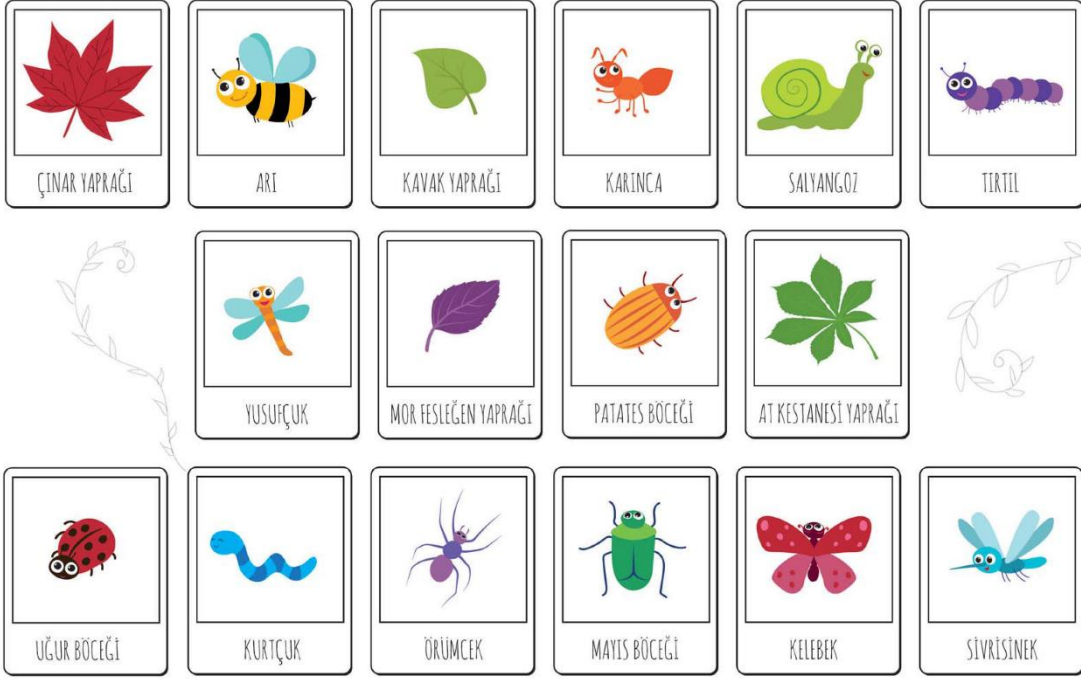 ÇINAR YAPRAĞI
ARI
KAVAK YAPRAĞI
KARINCA
SALYANGOZ
TIRTIL
YUSUFÇUK
MOR FESLEĞEN YAPRAĞI
PATATES BÖCEĞİ
AT KESTANESİ YAPRAĞI
UĞUR BÖCEĞİ
KURTÇUK
ÖRÜMCEK
MAYIS BÖCEĞİ
KELEBEK
SİVRİSİNEK